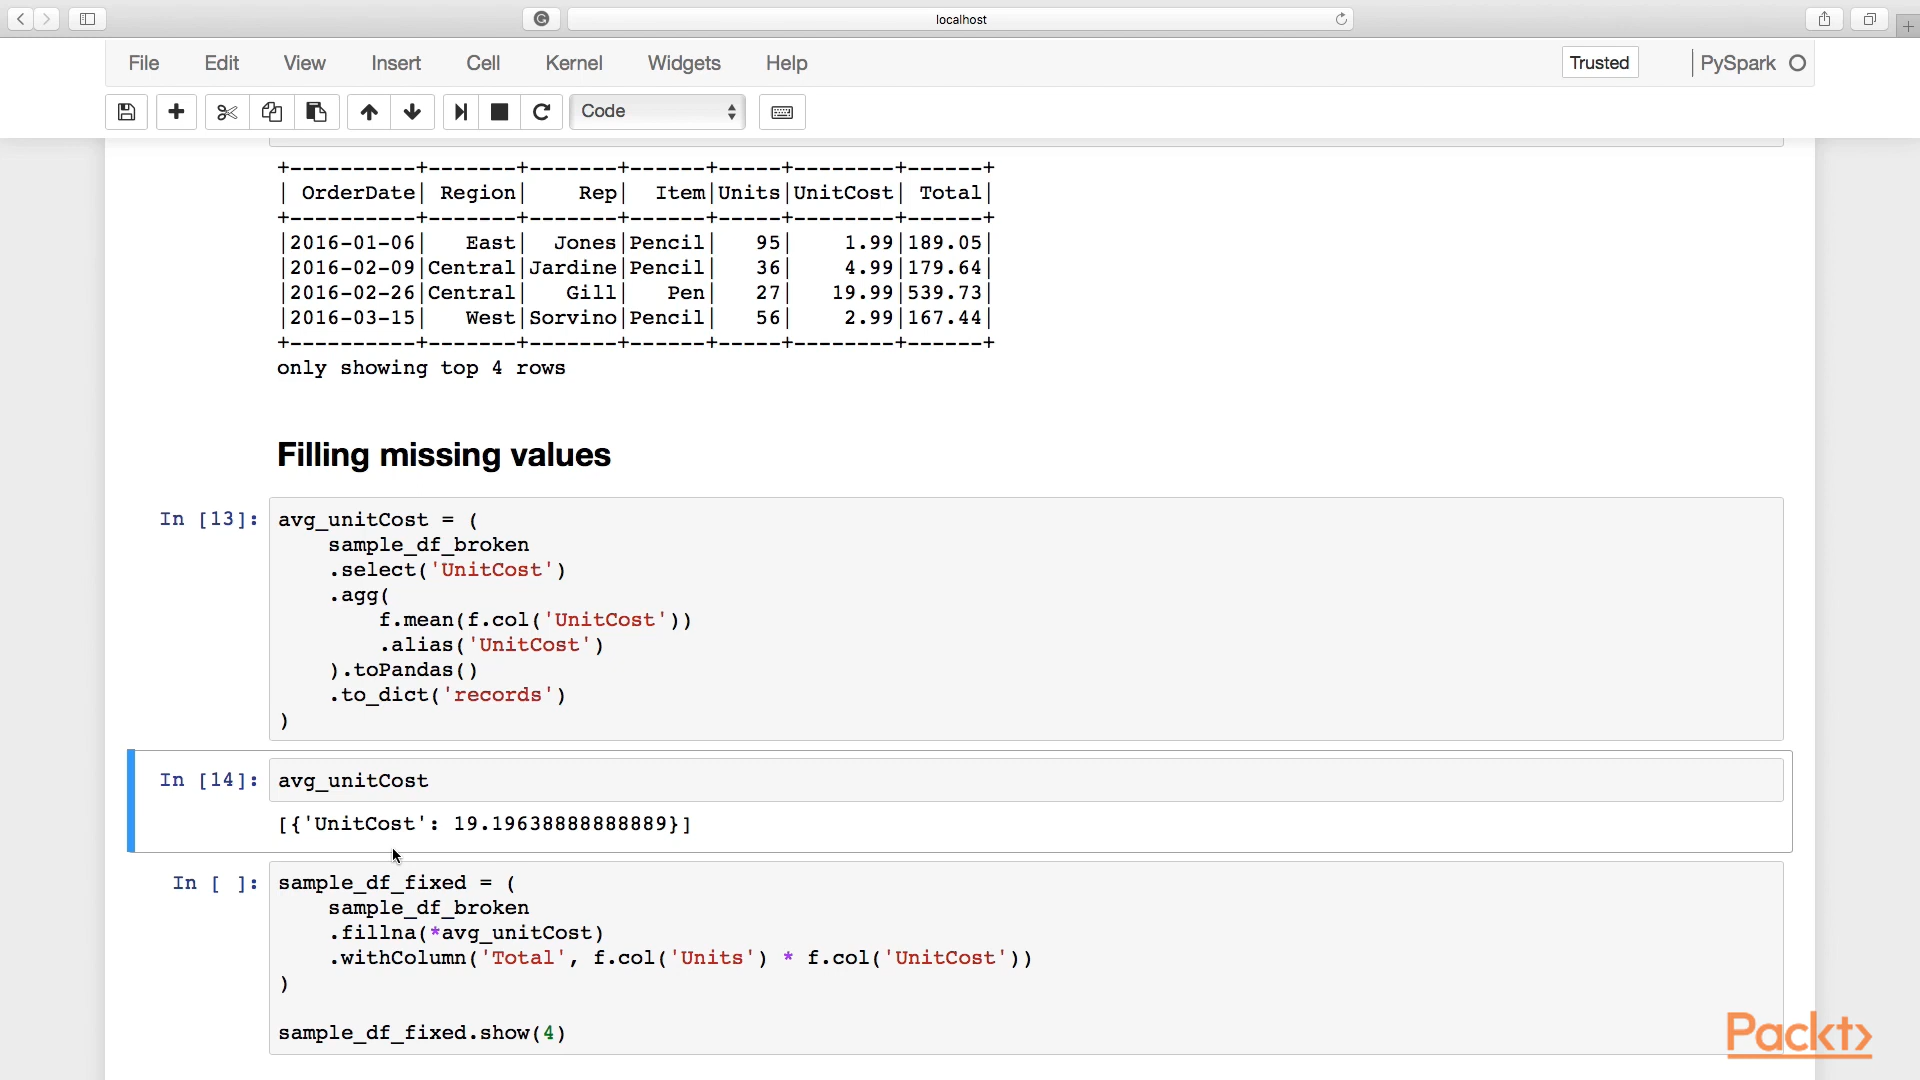 localhost
File Edit View Insert Cell Kernel Widgets Help Trusted PySpark
Code
+----------+-------+-------+------+-----+--------+------+
| OrderDate| Region|    Rep|  Item|Units|UnitCost| Total|
+----------+-------+-------+------+-----+--------+------+
|2016-01-06|   East|  Jones|Pencil|   95|    1.99|189.05|
|2016-02-09|Central|Jardine|Pencil|   36|    4.99|179.64|
|2016-02-26|Central|   Gill|   Pen|   27|   19.99|539.73|
|2016-03-15|   West|Sorvino|Pencil|   56|    2.99|167.44|
+----------+-------+-------+------+-----+--------+------+
only showing top 4 rows
Filling missing values
In [13]: avg_unitCost = (
    sample_df_broken
    .select('UnitCost')
    .agg(
        f.mean(f.col('UnitCost'))
        .alias('UnitCost')
    ).toPandas()
    .to_dict('records')
)
In [14]: avg_unitCost
[{'UnitCost': 19.19638888888889}]
In [ ]: sample_df_fixed = (
    sample_df_broken
    .fillna(*avg_unitCost)
    .withColumn('Total', f.col('Units') * f.col('UnitCost'))
)
sample_df_fixed.show(4)
Packt>